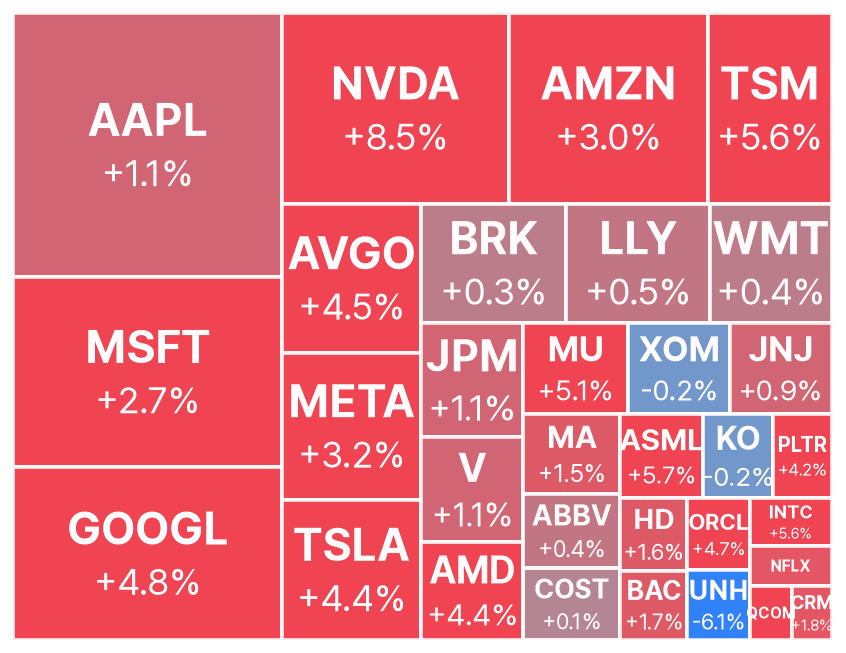 AAPL
+1.1%
NVDA
+8.5%
AMZN
+3.0%
TSM
+5.6%
MSFT
+2.7%
GOOGL
+4.8%
AVGO
+4.5%
META
+3.2%
TSLA
+4.4%
BRK
+0.3%
LLY
+0.5%
WMT
+0.4%
JPM
+1.1%
V
+1.1%
AMD
+4.4%
MU
+5.1%
XOM
-0.2%
JNJ
+0.9%
MA
+1.5%
ASML
+5.7%
KO
-0.2%
PLTR
+4.2%
ABBV
+0.4%
COST
+0.1%
HD
+1.6%
ORCL
+4.7%
INTC
+5.6%
NFLX
BAC
+1.7%
UNH
-6.1%
QCOM
CRM
+1.8%